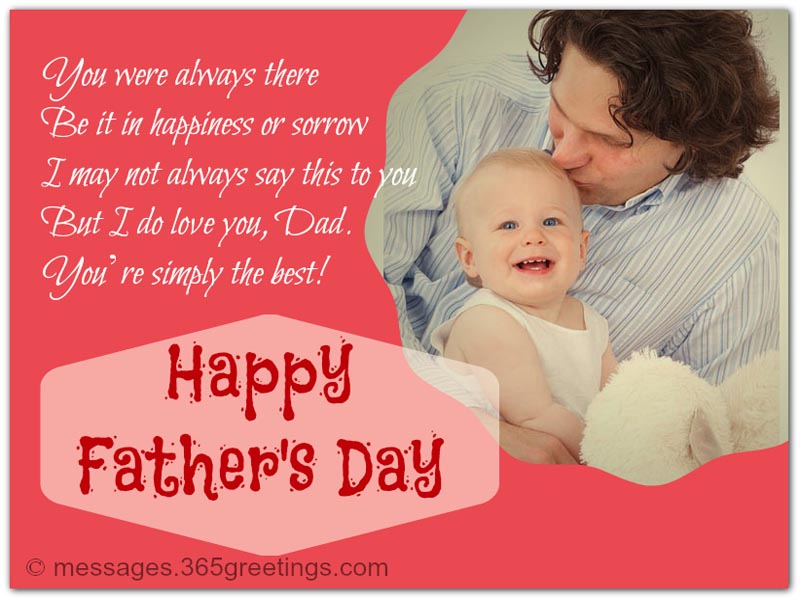 You were always there
Be it in happiness or sorrow
I may not always say this to you
But I do love you, Dad.
You're simply the best!
Happy
Father's Day
© messages.365greetings.com